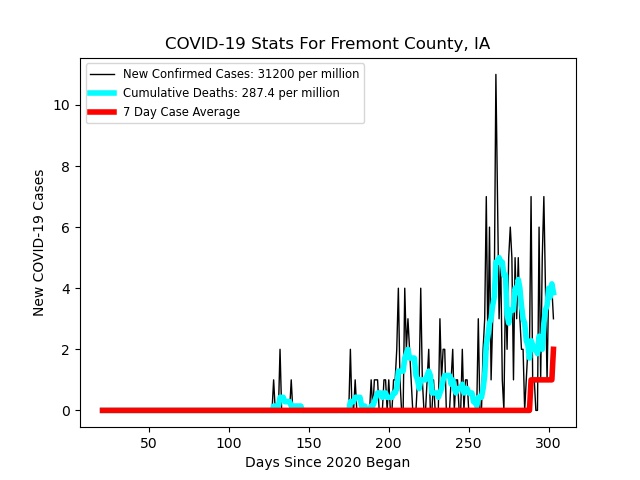 COVID-19 Stats For Fremont County, IA
New Confirmed Cases: 31200 per million
Cumulative Deaths: 287.4 per million
7 Day Case Average
10
8
6
4
2
0
New COVID-19 Cases
50 100 150 200 250 300
Days Since 2020 Began